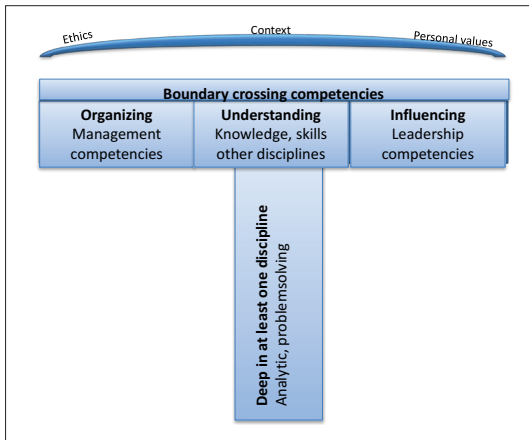 Ethics
Context
Personal values
Boundary crossing competencies
Organizing
Management
competencies
Understanding
Knowledge, skills
other disciplines
Influencing
Leadership
competencies
Deep in at least one discipline
Analytic, problemsolving